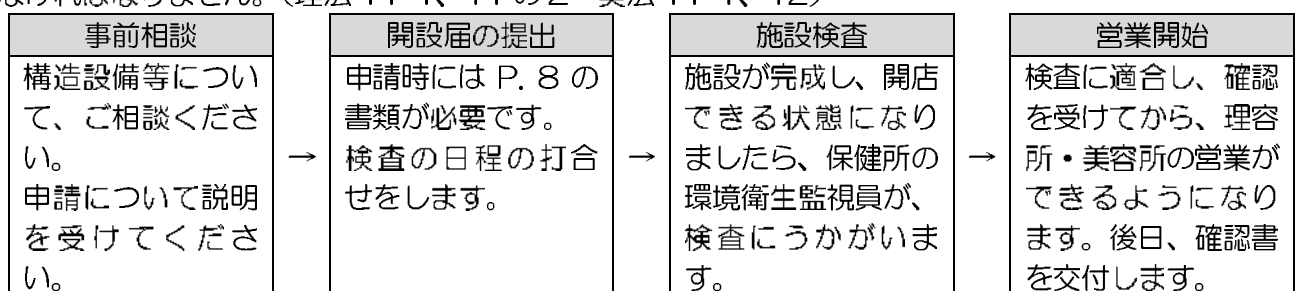 なければなりません。（理法 11-1、11の2・美法 11-1、12）
事前相談
構造設備等につい
て、ご相談くださ
い。
申請について説明
を受けてくださ
い。
→
開設届の提出
申請時には P. 8 の
書類が必要です。
検査の日程の打合
せをします。
→
施設検査
施設が完成し、開店
できる状態になり
ましたら、保健所の
環境衛生監視員が、
検査にうかがいま
す。
→
営業開始
検査に適合し、確認
を受けてから、理容
所・美容所の営業が
できるようになり
ます。後日、確認書
を交付します。